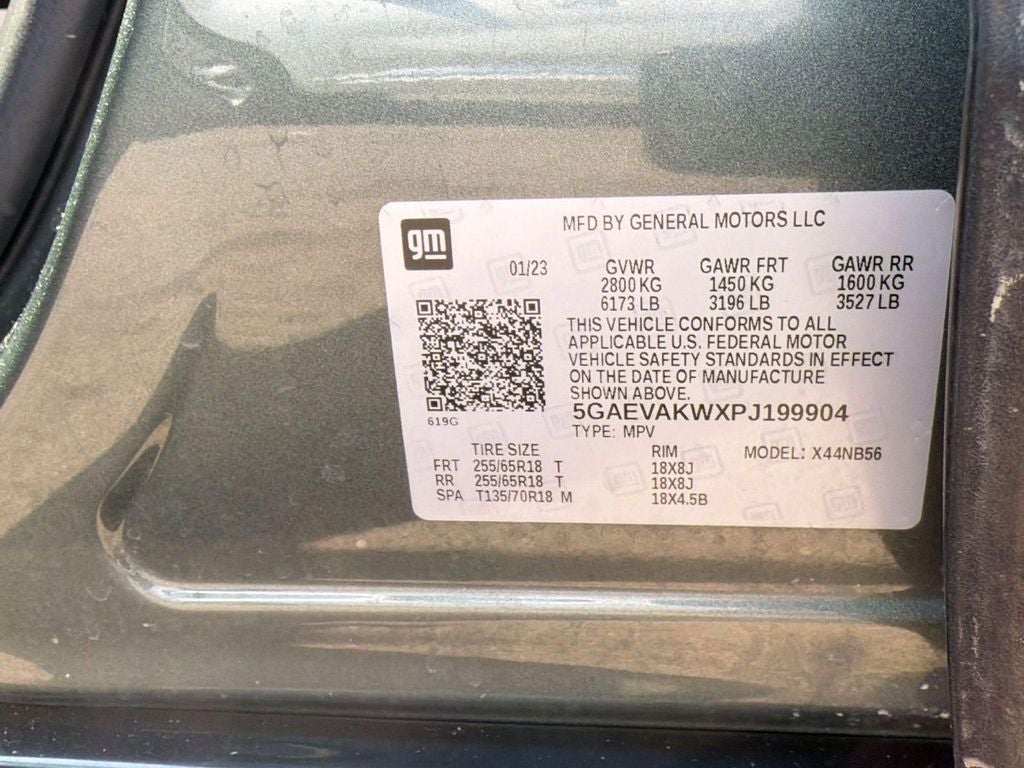 gm
MFD BY GENERAL MOTORS LLC
01/23 GVWR GAWR FRT GAWR RR
2800 KG 1450 KG 1600 KG
6173 LB 3196 LB 3527 LB
THIS VEHICLE CONFORMS TO ALL
APPLICABLE U.S. FEDERAL MOTOR
VEHICLE SAFETY STANDARDS IN EFFECT
ON THE DATE OF MANUFACTURE
SHOWN ABOVE.
619G
5GAEVAKWXPJ199904
TYPE: MPV
TIRE SIZE RIM MODEL: X44NB56
FRT 255/65R18 T 18X8J
RR 255/65R18 T 18X8J
SPA T135/70R18 M 18X4.5B